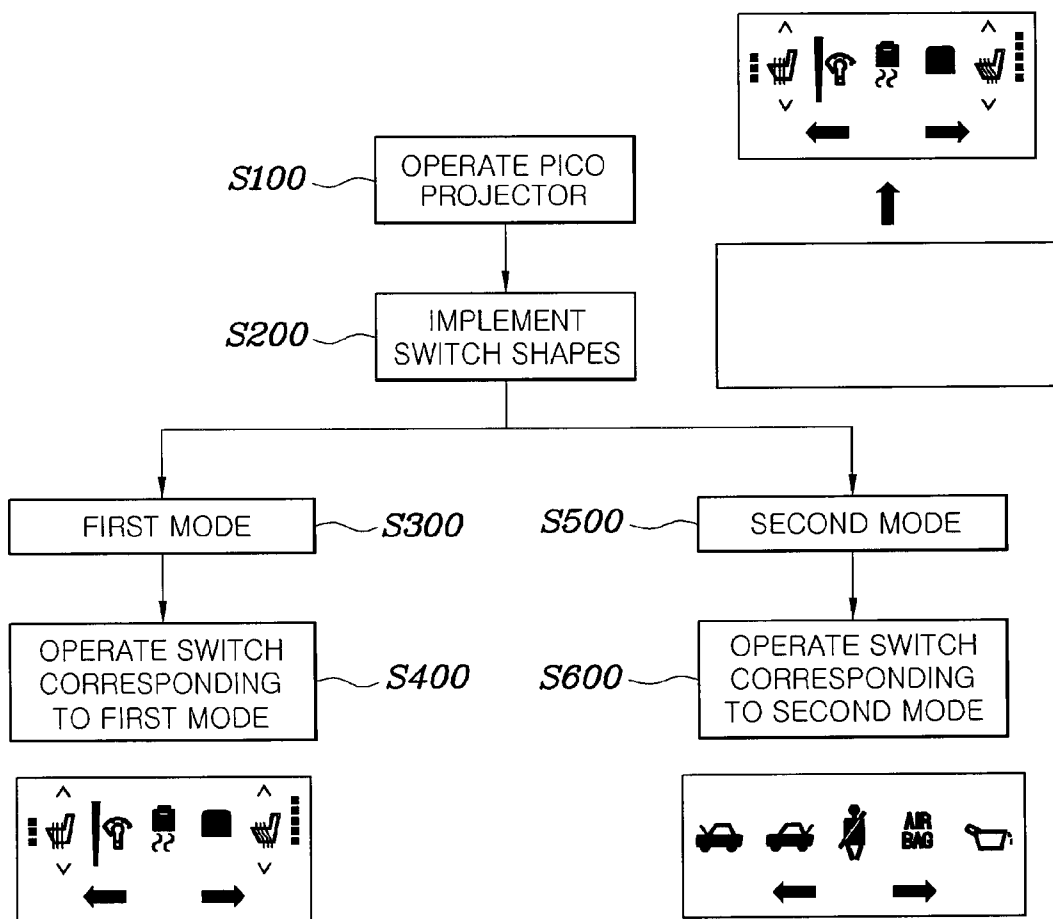 S100
OPERATE PICO
PROJECTOR
S200
IMPLEMENT
SWITCH SHAPES
FIRST MODE
S300
S500
SECOND MODE
OPERATE SWITCH
CORRESPONDING
TO FIRST MODE
S400
S600
OPERATE SWITCH
CORRESPONDING
TO SECOND MODE
AIR
BAG